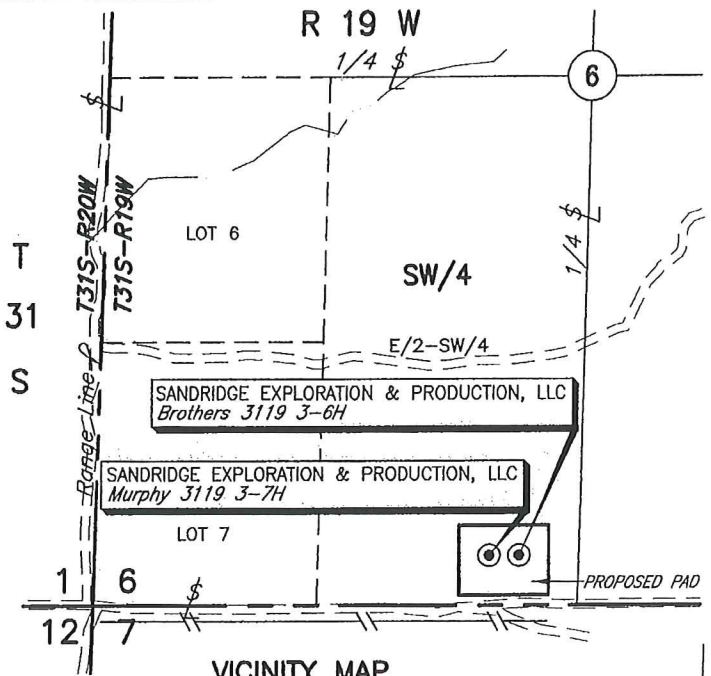 R 19 W
1/4 $
6
$
T31S-R20W
T31S-R19W
LOT 6
T
31
S
SW/4
1/4 $
E/2-SW/4
Range Line
SANDRIDGE EXPLORATION & PRODUCTION, LLC
Brothers 3119 3-6H
SANDRIDGE EXPLORATION & PRODUCTION, LLC
Murphy 3119 3-7H
LOT 7
PROPOSED PAD
1 6
$
12 7
VICINITY MAP